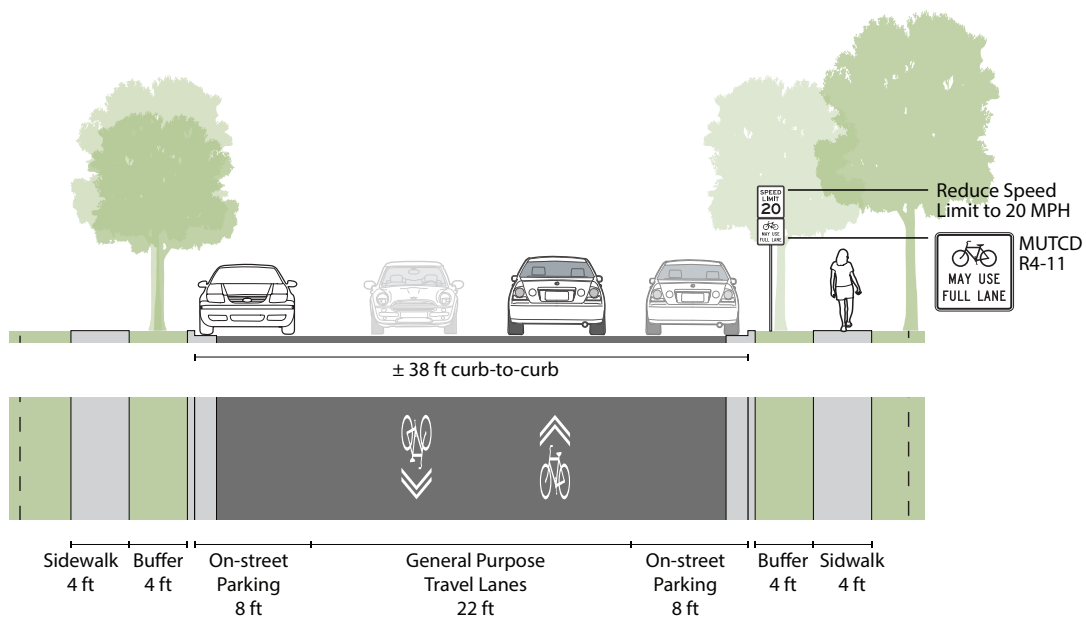 SPEED
LIMIT
20
MAY USE
FULL LANE
Reduce Speed
Limit to 20 MPH
MAY USE
FULL LANE
MUTCD
R4-11
± 38 ft curb-to-curb
Sidewalk
4 ft
Buffer
4 ft
On-street
Parking
8 ft
General Purpose
Travel Lanes
22 ft
On-street
Parking
8 ft
Buffer
4 ft
Sidwalk
4 ft